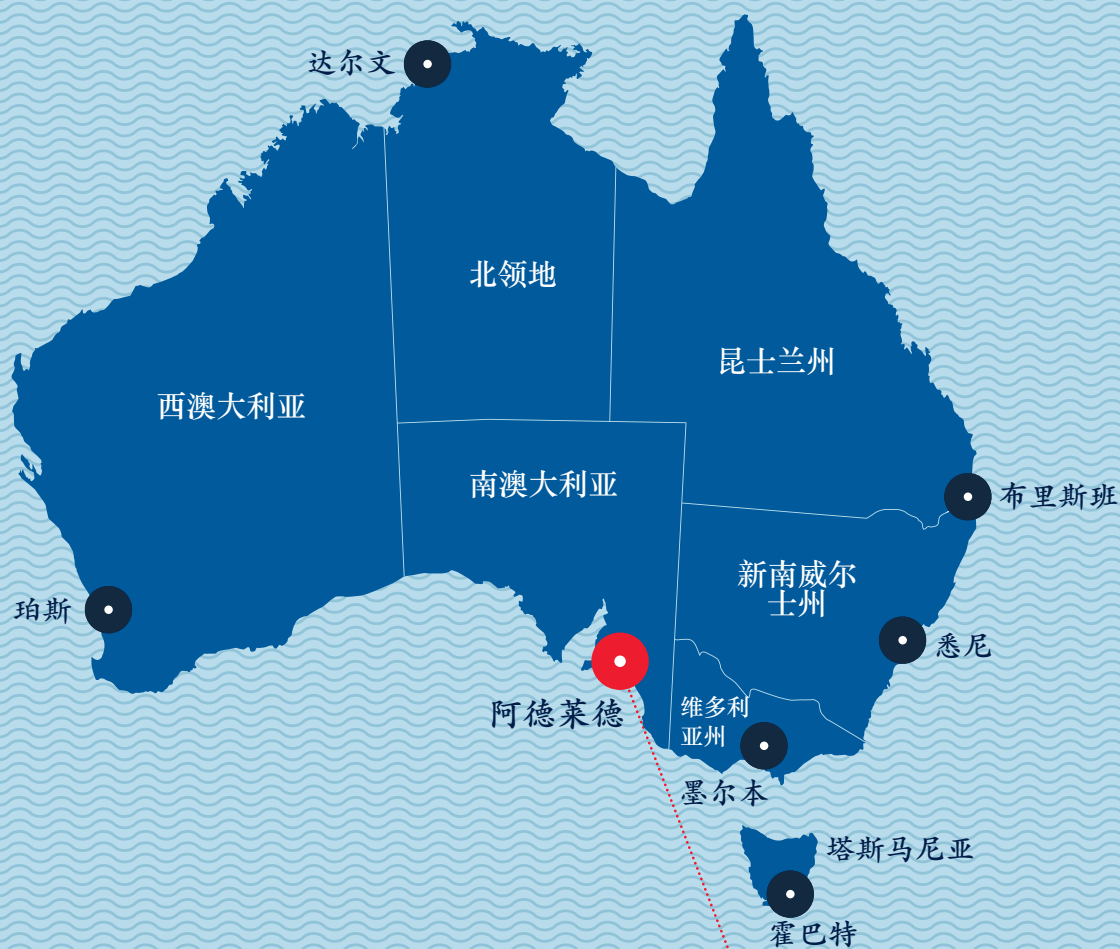 达尔文
北领地
昆士兰州
西澳大利亚
南澳大利亚
布里斯班
新南威尔
士州
珀斯
悉尼
阿德莱德
维多利
亚州
墨尔本
塔斯马尼亚
霍巴特